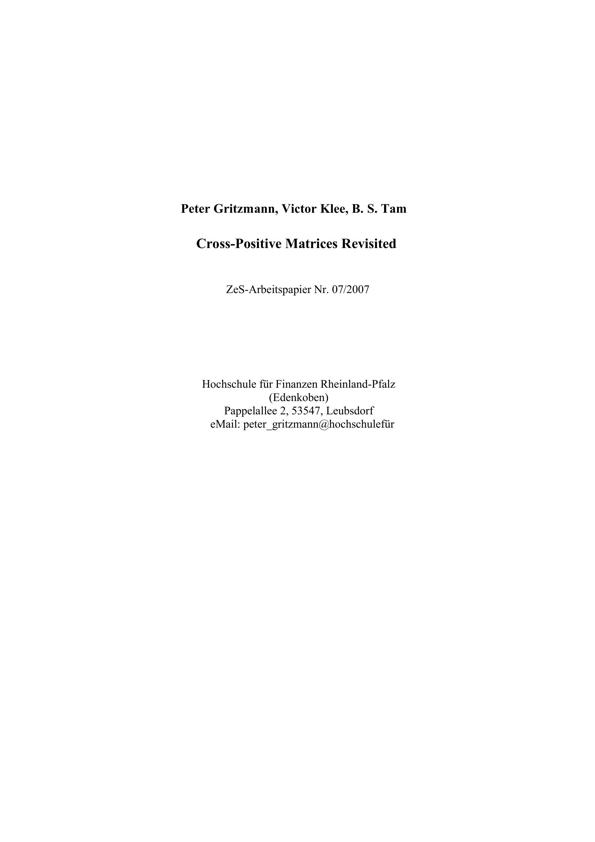 Peter Gritzmann, Victor Klee, B. S. Tam
Cross-Positive Matrices Revisited
ZeS-Arbeitspapier Nr. 07/2007
Hochschule für Finanzen Rheinland-Pfalz
(Edenkoben)
Pappelallee 2, 53547, Leubsdorf
eMail: peter_gritzmann@hochschulefür